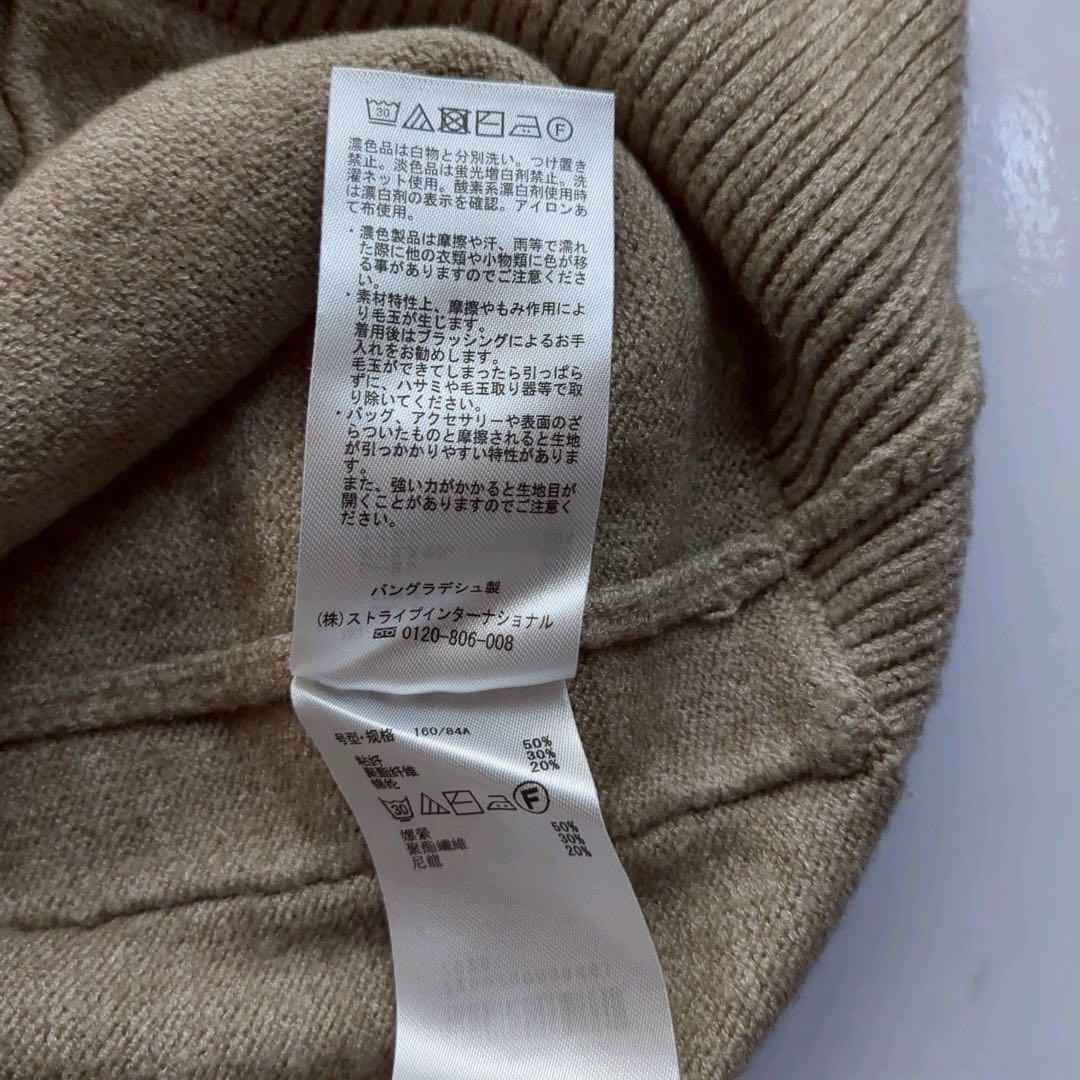 30 F
濃色品は白物と分別洗い。つけ置き
禁止。淡色品は蛍光増白剤禁止。洗
濯ネット使用。酸素系漂白剤使用時
は漂白剤の表示を確認。アイロンあ
て布使用。
・濃色製品は摩擦や汗、雨等で濡れ
た際に他の衣類や小物類に色が移
る事がありますのでご注意くださ
い。
・素材特性上、摩擦やもみ作用によ
り毛玉が生じます。
着用後はブラッシングによるお手
入れをお勧めします。
毛玉ができてしまったら引っぱら
ずに、ハサミや毛玉取り器等で取
り除いてください。
・バッグ、アクセサリーや表面のざ
らついたものと摩擦されると生地
が引っかかりやすい特性がありま
す。
また、強い力がかかると生地目が
開くことがありますのでご注意く
ださい。
バングラデシュ製
(株)ストライプインターナショナル
0120-806-008
号型・规格 160/84A
粘纤 50%
聚酯纤维 30%
锦纶 20%
30 F
嫘縈 50%
聚酯纖維 30%
尼龍 20%